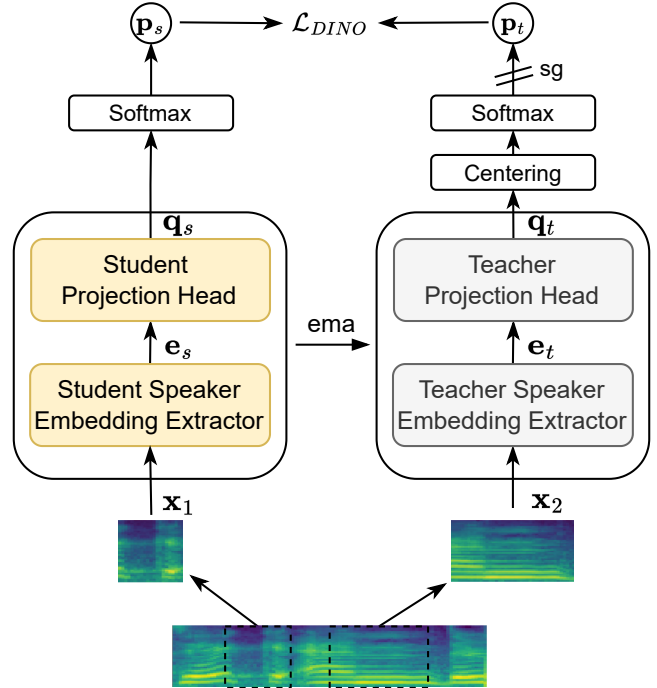 p_s
ℒ_DINO
p_t
sg
Softmax
Softmax
Centering
q_s
q_t
Student
Projection Head
Teacher
Projection Head
ema
e_s
e_t
Student Speaker
Embedding Extractor
Teacher Speaker
Embedding Extractor
x_1
x_2